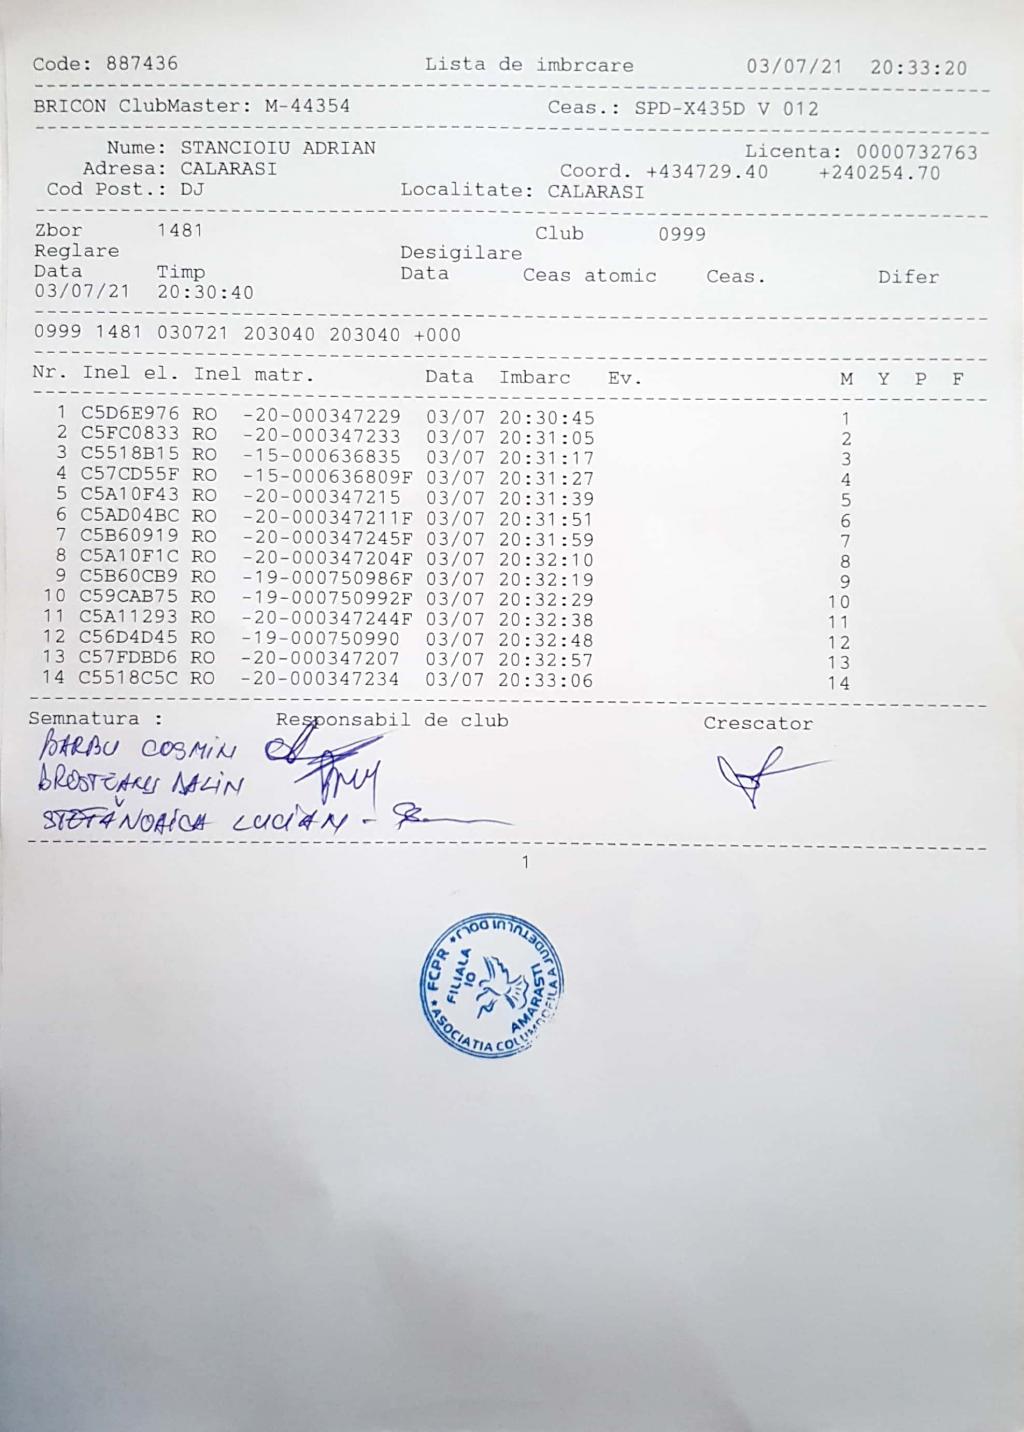 Code: 887436 Lista de imbrcare 03/07/21 20:33:20
BRICON ClubMaster: M-44354 Ceas.: SPD-X435D V 012
Nume: STANCIOIU ADRIAN Licenta: 0000732763
Adresa: CALARASI Coord. +434729.40 +240254.70
Cod Post.: DJ Localitate: CALARASI
Zbor 1481 Club 0999
Reglare Desigilare
Data Timp Data Ceas atomic Ceas. Difer
03/07/21 20:30:40
0999 1481 030721 203040 203040 +000
Nr. Inel el. Inel matr. Data Imbarc Ev. M Y P F
1 C5D6E976 RO -20-000347229 03/07 20:30:45 1
2 C5FC0833 RO -20-000347233 03/07 20:31:05 2
3 C5518B15 RO -15-000636835 03/07 20:31:17 3
4 C57CD55F RO -15-000636809F 03/07 20:31:27 4
5 C5A10F43 RO -20-000347215 03/07 20:31:39 5
6 C5AD04BC RO -20-000347211F 03/07 20:31:51 6
7 C5B60919 RO -20-000347245F 03/07 20:31:59 7
8 C5A10F1C RO -20-000347204F 03/07 20:32:10 8
9 C5B60CB9 RO -19-000750986F 03/07 20:32:19 9
10 C59CAB75 RO -19-000750992F 03/07 20:32:29 10
11 C5A11293 RO -20-000347244F 03/07 20:32:38 11
12 C56D4D45 RO -19-000750990 03/07 20:32:48 12
13 C57FDBD6 RO -20-000347207 03/07 20:32:57 13
14 C5518C5C RO -20-000347234 03/07 20:33:06 14
Semnatura : Responsabil de club Crescator
BARBU COSMIN
LUCIAN -
1
FCPR * ASOCIATIA COLUMBOFILA A JUDETULUI DOLJ *
FILIALA
10
AMARASTI